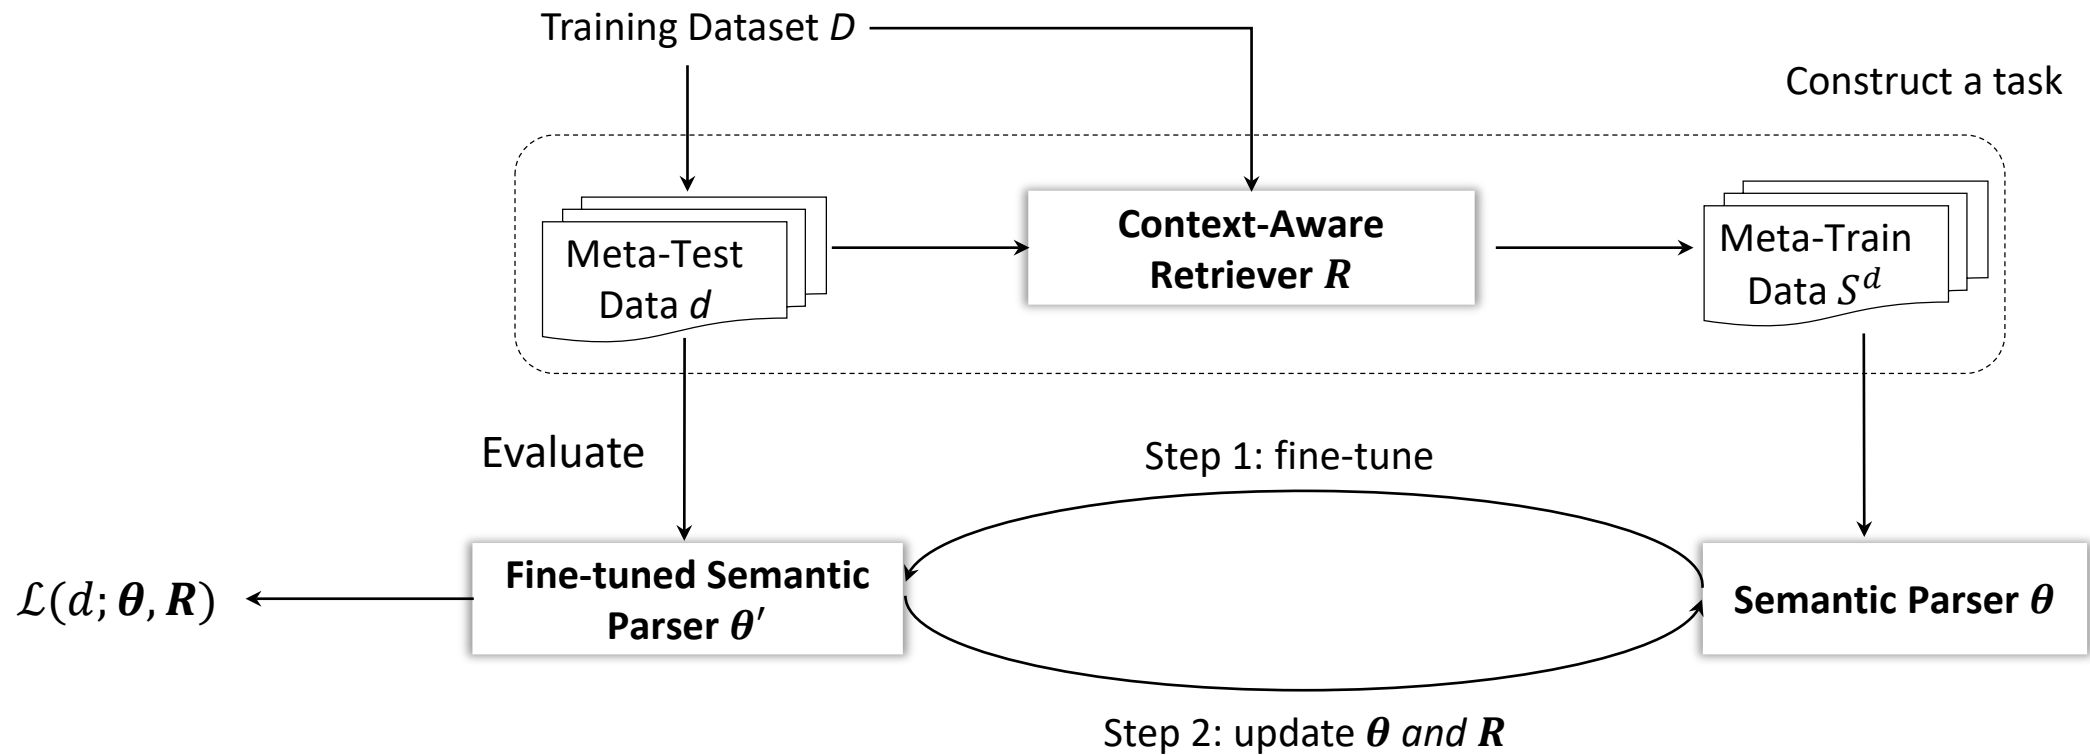 Training Dataset D
Construct a task
Meta-Test
Data d
Context-Aware
Retriever R
Meta-Train
Data S^d
Evaluate
Step 1: fine-tune
Fine-tuned Semantic
Parser θ′
Semantic Parser θ
ℒ(d; θ, R)
Step 2: update θ and R